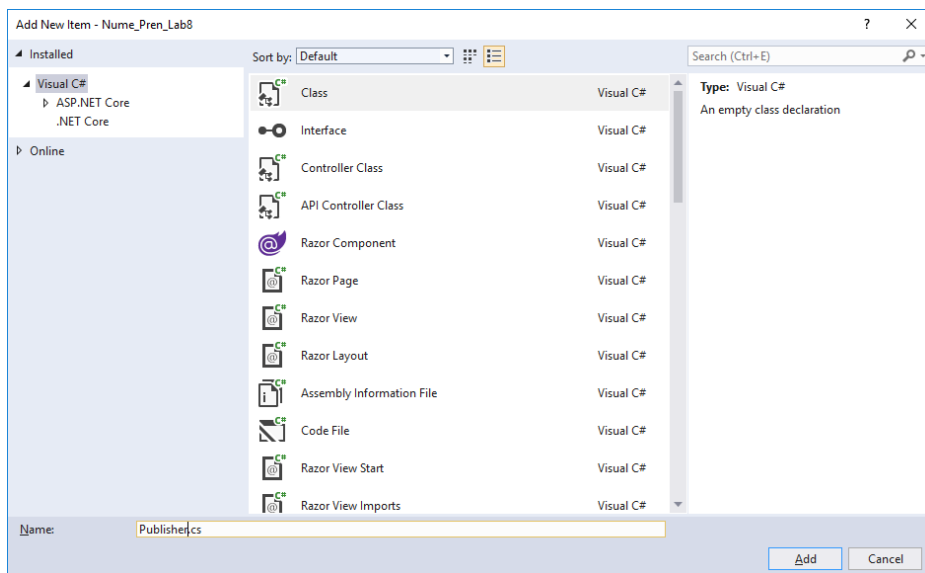 Add New Item - Nume_Pren_Lab8
? ×
Installed
Sort by: Default
Search (Ctrl+E)
Visual C#
ASP.NET Core
.NET Core
Online
Class Visual C#
Interface Visual C#
Controller Class Visual C#
API Controller Class Visual C#
Razor Component Visual C#
Razor Page Visual C#
Razor View Visual C#
Razor Layout Visual C#
Assembly Information File Visual C#
Code File Visual C#
Razor View Start Visual C#
Razor View Imports Visual C#
Type: Visual C#
An empty class declaration
Name: Publisher.cs
Add Cancel